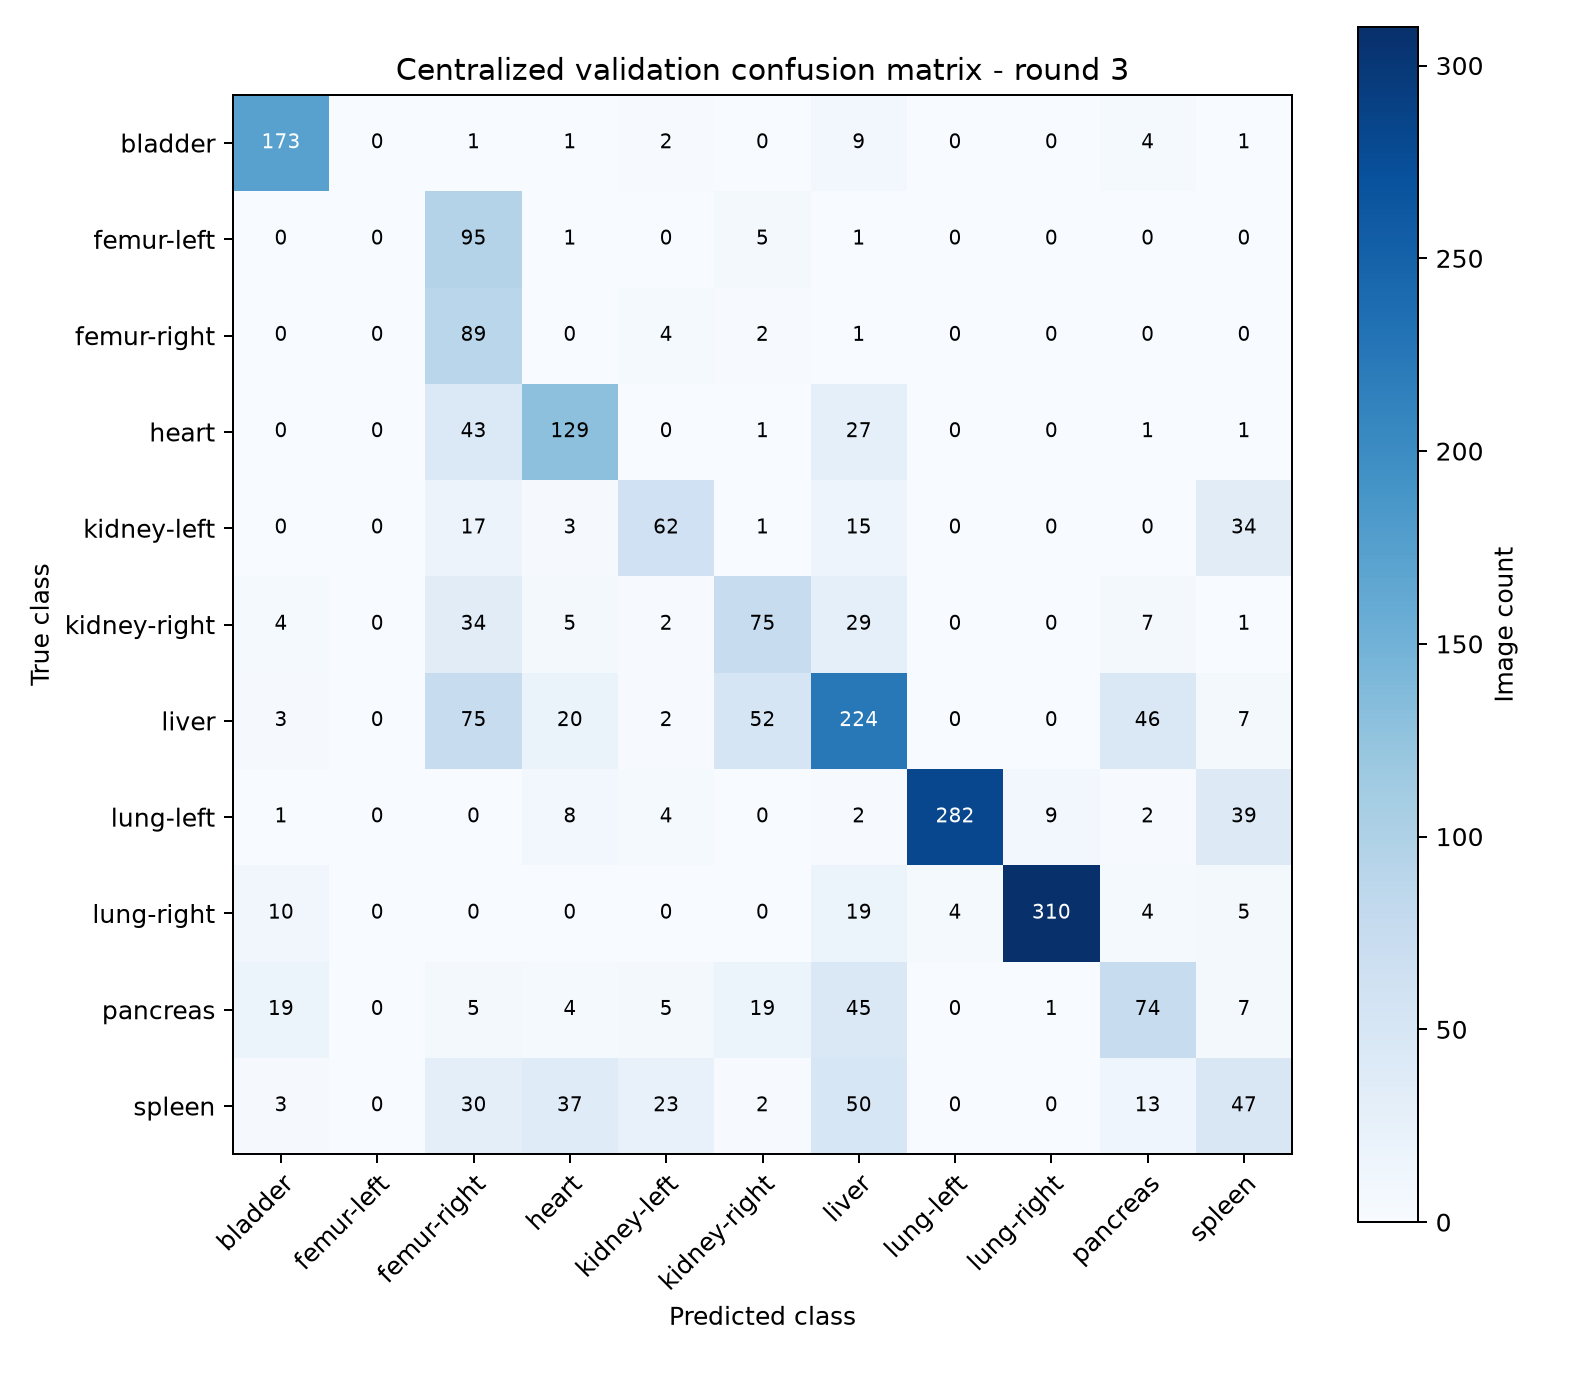 Centralized validation confusion matrix - round 3
bladder 173 0 1 1 2 0 9 0 0 4 1
femur-left 0 0 95 1 0 5 1 0 0 0 0
femur-right 0 0 89 0 4 2 1 0 0 0 0
heart 0 0 43 129 0 1 27 0 0 1 1
kidney-left 0 0 17 3 62 1 15 0 0 0 34
kidney-right 4 0 34 5 2 75 29 0 0 7 1
liver 3 0 75 20 2 52 224 0 0 46 7
lung-left 1 0 0 8 4 0 2 282 9 2 39
lung-right 10 0 0 0 0 0 19 4 310 4 5
pancreas 19 0 5 4 5 19 45 0 1 74 7
spleen 3 0 30 37 23 2 50 0 0 13 47
bladder femur-left femur-right heart kidney-left kidney-right liver lung-left lung-right pancreas spleen
Predicted class
True class
300
250
200
150
100
50
0
Image count